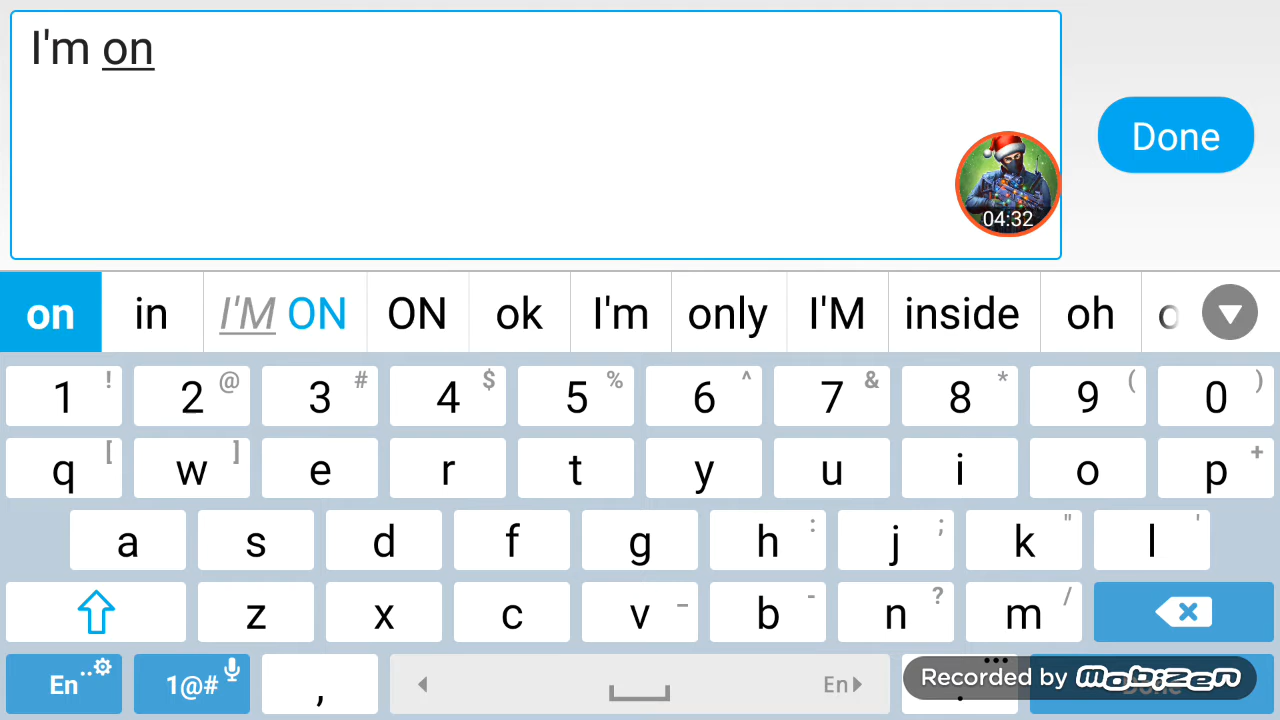 I'm on
Done
04:32
on in I'M ON ON ok I'm only I'M inside oh
1 ! 2 @ 3 # 4 $ 5 % 6 ^ 7 & 8 * 9 ( 0 )
q [ w ] e r t y u i o p +
a s d f g h : j ; k " l '
z x c v _ b - n ? m /
En 1@# , En . Recorded by mobizen